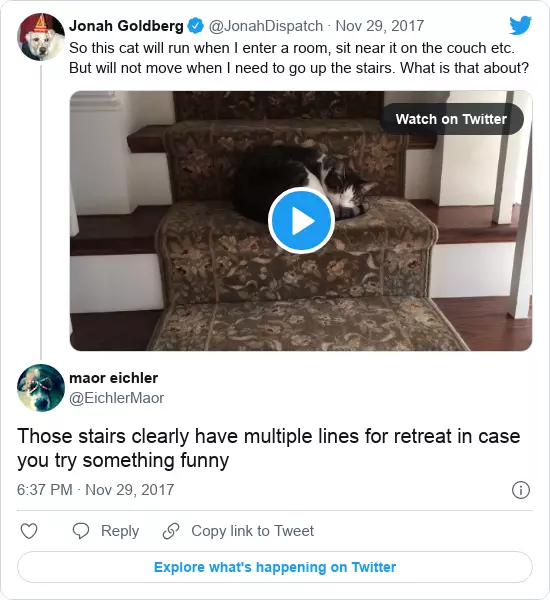 Jonah Goldberg @JonahDispatch · Nov 29, 2017
So this cat will run when I enter a room, sit near it on the couch etc.
But will not move when I need to go up the stairs. What is that about?
Watch on Twitter
maor eichler
@EichlerMaor
Those stairs clearly have multiple lines for retreat in case
you try something funny
6:37 PM · Nov 29, 2017
Reply Copy link to Tweet
Explore what's happening on Twitter